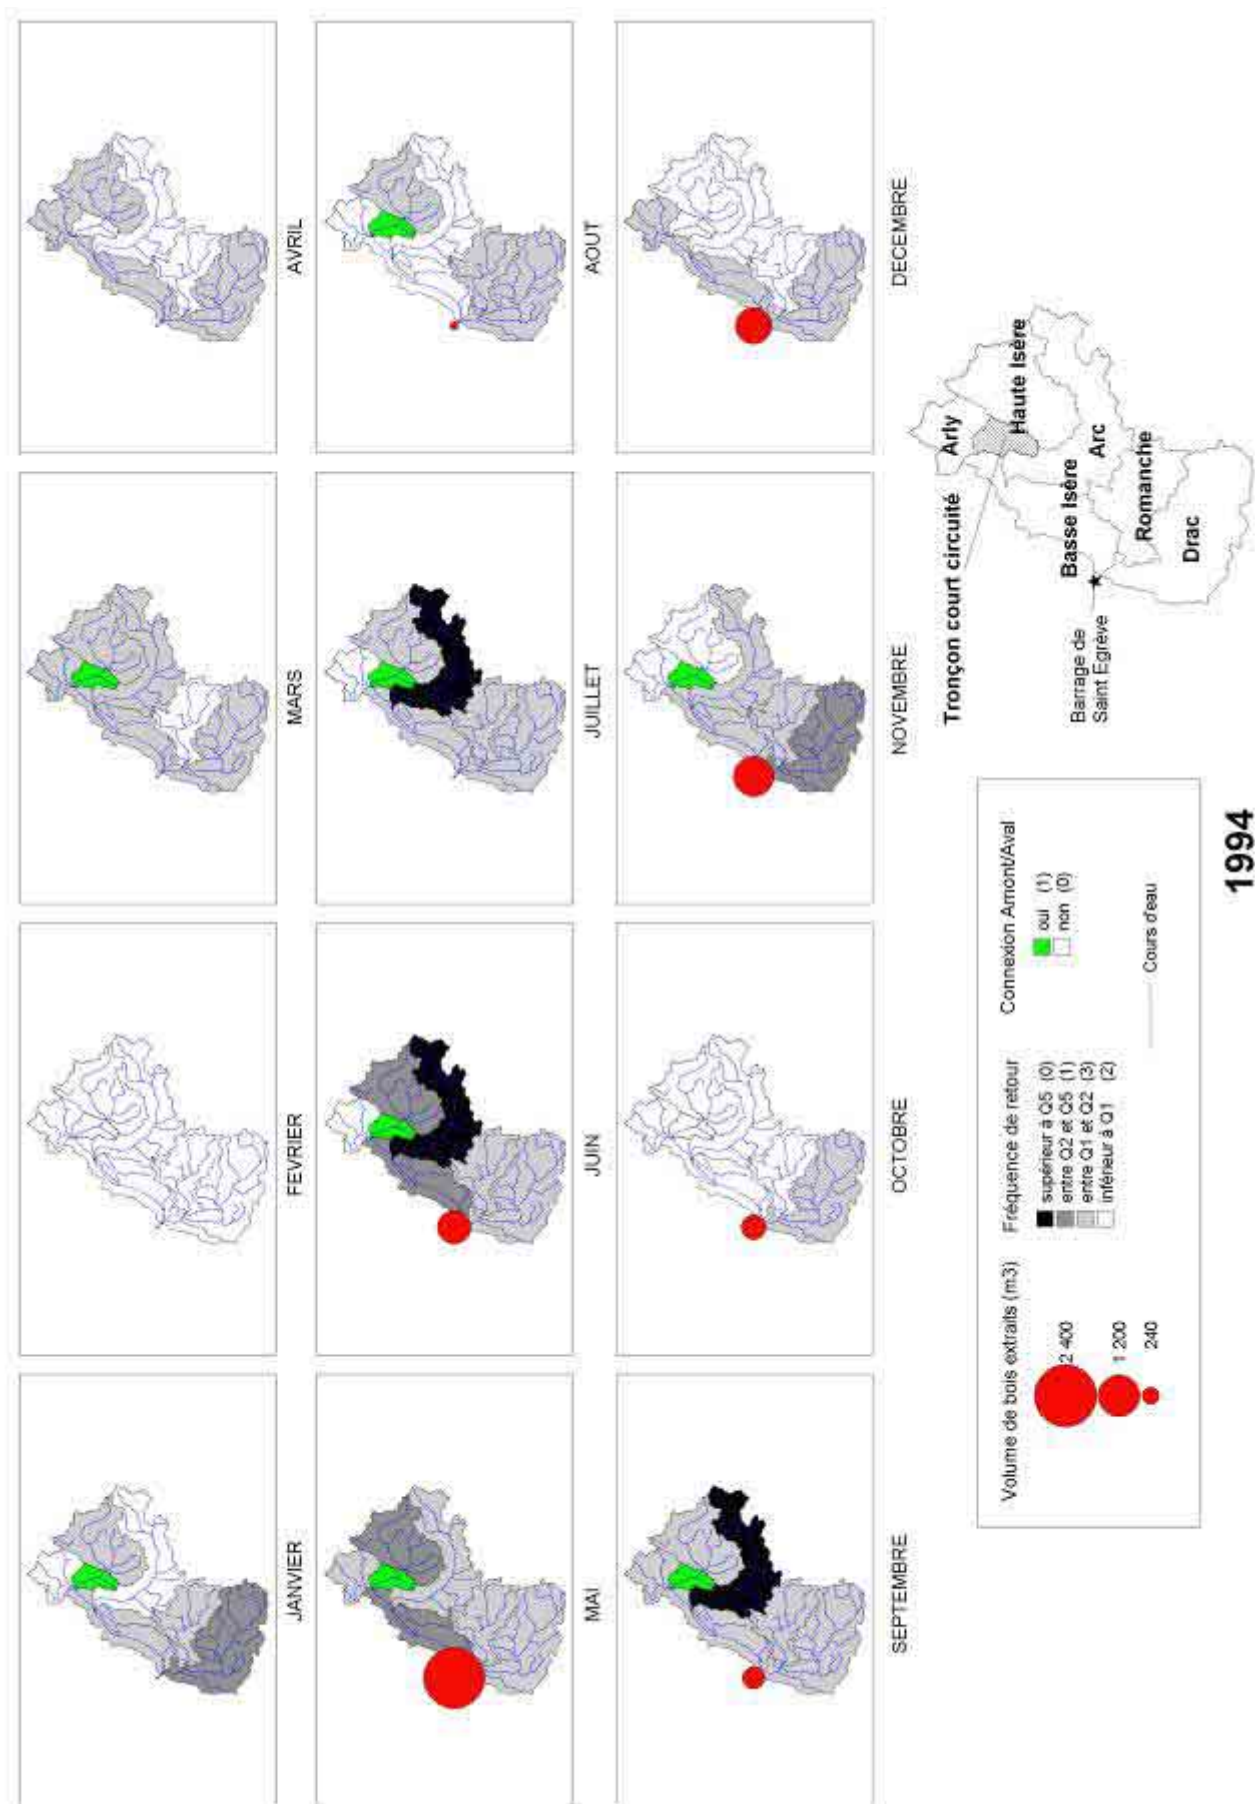 JANVIER
FEVRIER
MARS
AVRIL
MAI
JUIN
JUILLET
AOUT
SEPTEMBRE
OCTOBRE
NOVEMBRE
DECEMBRE
Volume de bois extraits (m3)
2 400
1 200
240
Fréquence de retour
supérieur à Q5 (0)
entre Q2 et Q5 (1)
entre Q1 et Q2 (3)
inférieur à Q1 (2)
Connexion Amont/Aval
oui (1)
non (0)
Cours d'eau
Tronçon court circuité
Barrage de
Saint Egrève
Arly
Haute Isère
Basse Isère
Arc
Romanche
Drac
1994